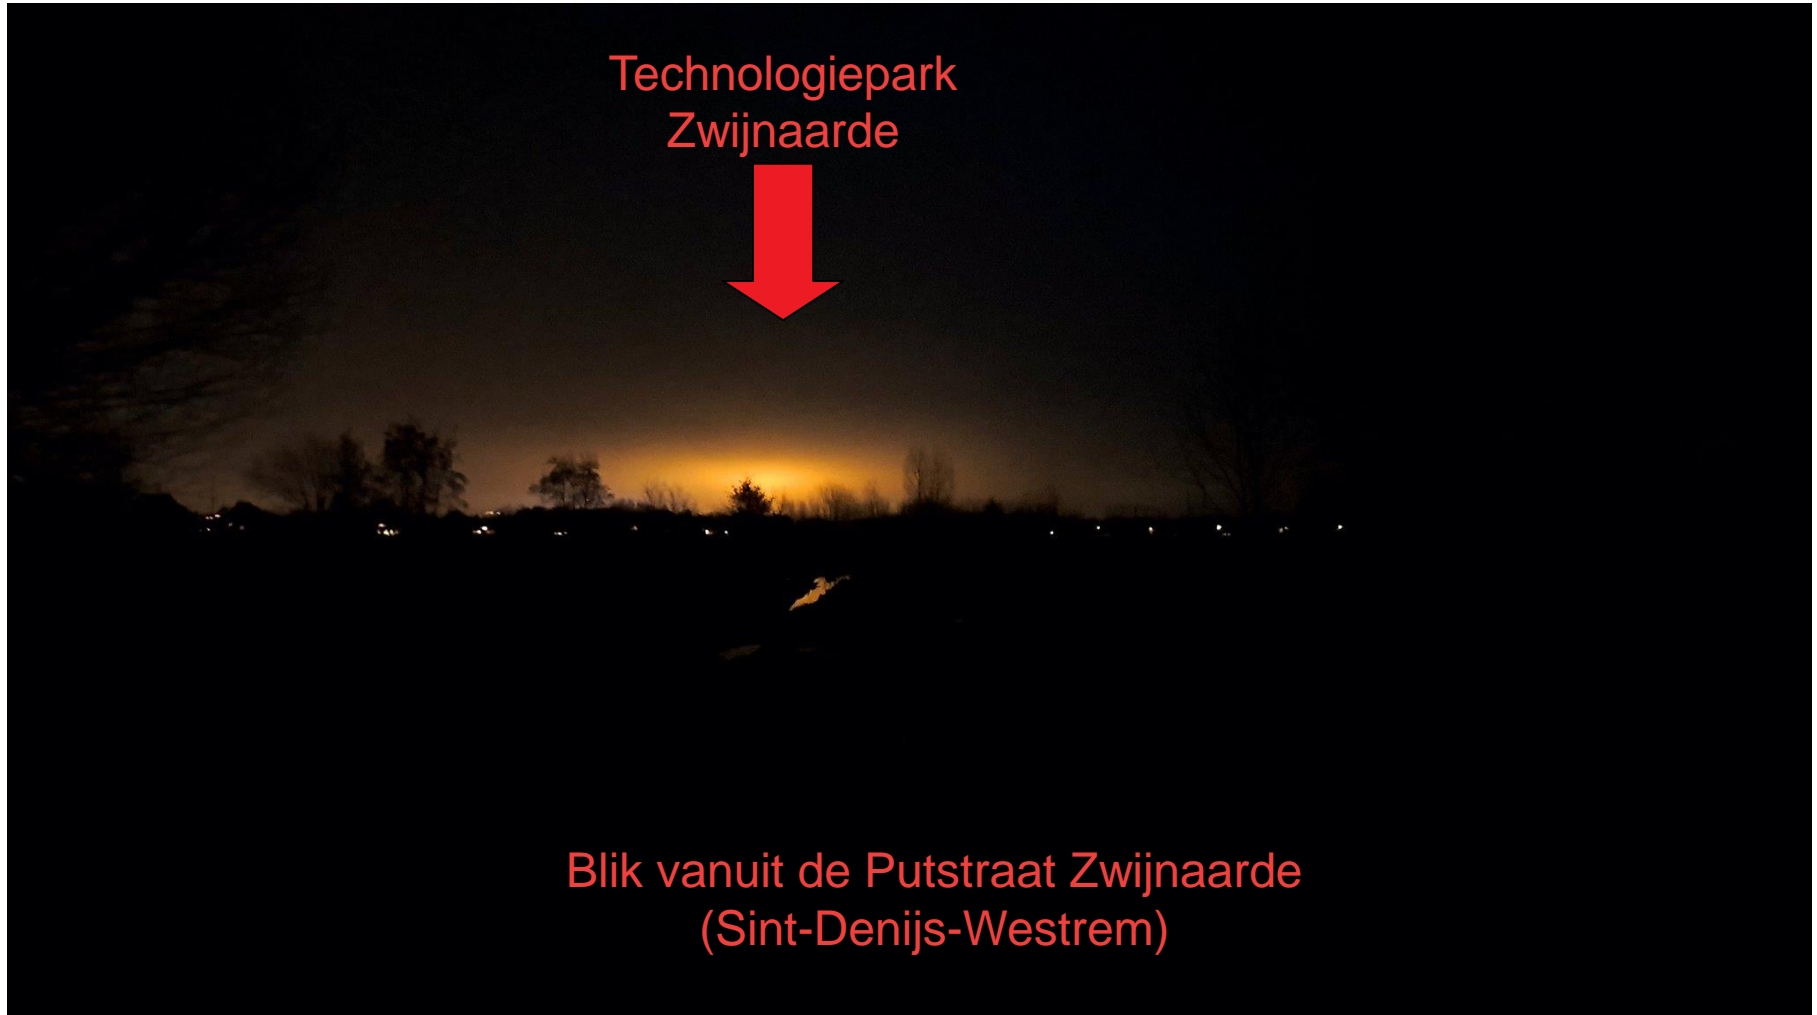 Technologiepark
Zwijnaarde
Blik vanuit de Putstraat Zwijnaarde
(Sint-Denijs-Westrem)